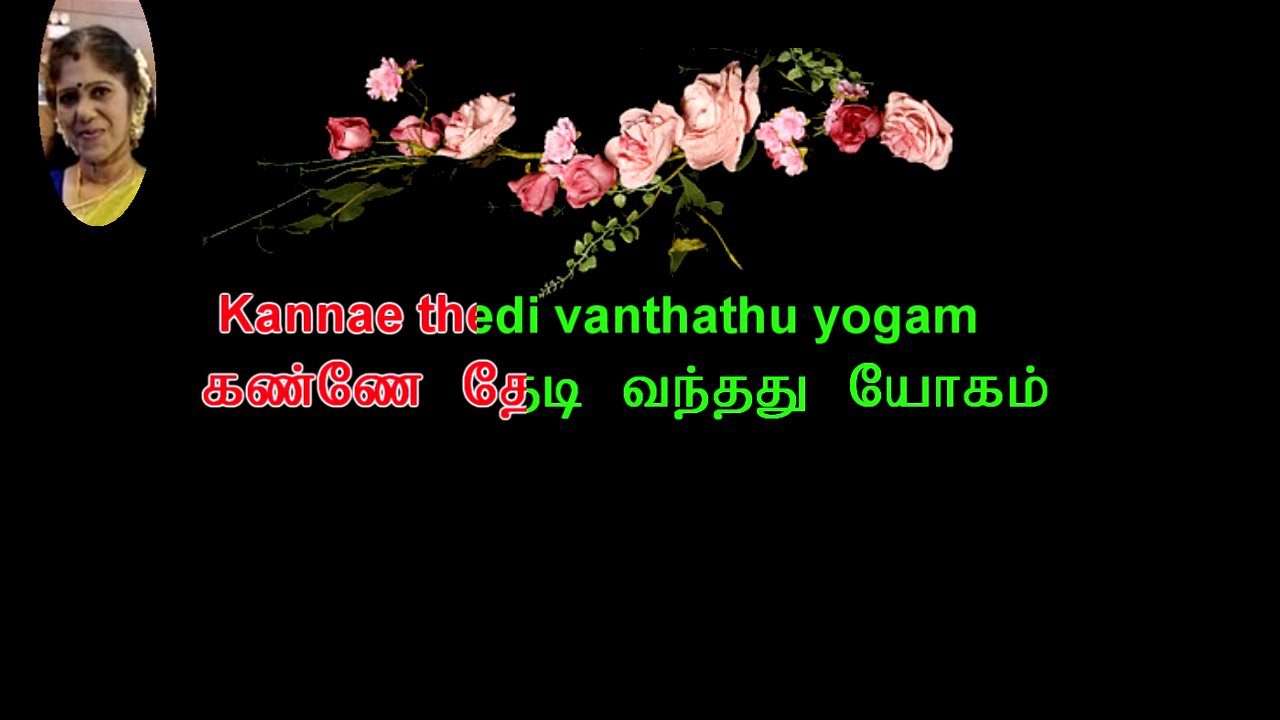 Kannae thedi vanthathu yogam
கண்ணே தேடி வந்தது யோகம்